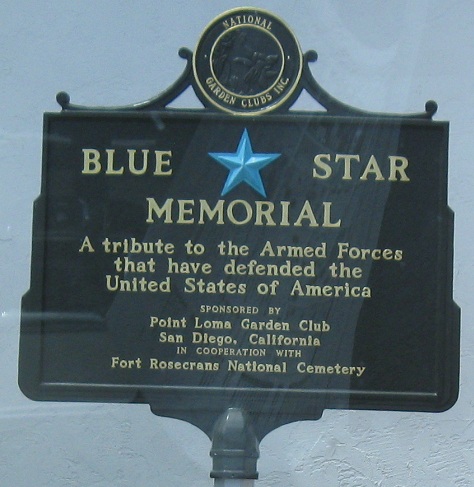 NATIONAL
GARDEN CLUBS INC.
BLUE STAR
MEMORIAL
A tribute to the Armed Forces
that have defended the
United States of America
SPONSORED BY
Point Loma Garden Club
San Diego, California
IN COOPERATION WITH
Fort Rosecrans National Cemetery